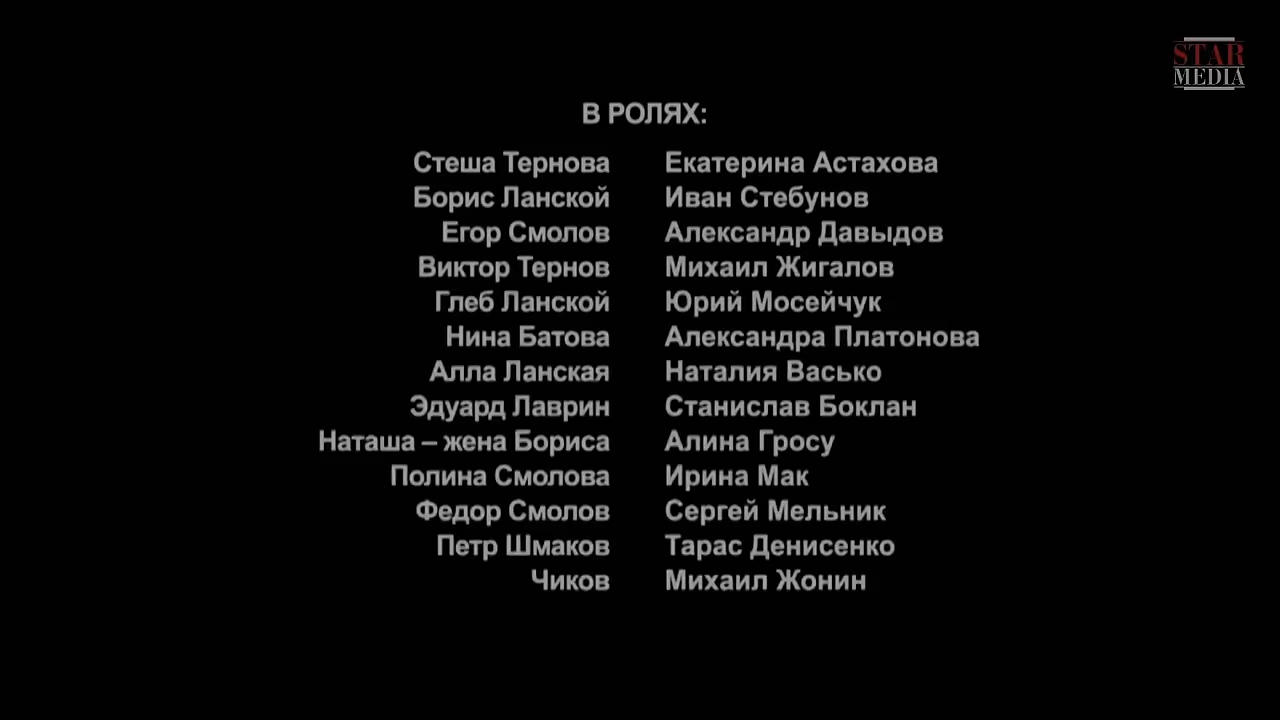 STAR
MEDIA
В РОЛЯХ:
Стеша Тернова Екатерина Астахова
Борис Ланской Иван Стебунов
Егор Смолов Александр Давыдов
Виктор Тернов Михаил Жигалов
Глеб Ланской Юрий Мосейчук
Нина Батова Александра Платонова
Алла Ланская Наталия Васько
Эдуард Лаврин Станислав Боклан
Наташа – жена Бориса Алина Гросу
Полина Смолова Ирина Мак
Федор Смолов Сергей Мельник
Петр Шмаков Тарас Денисенко
Чиков Михаил Жонин